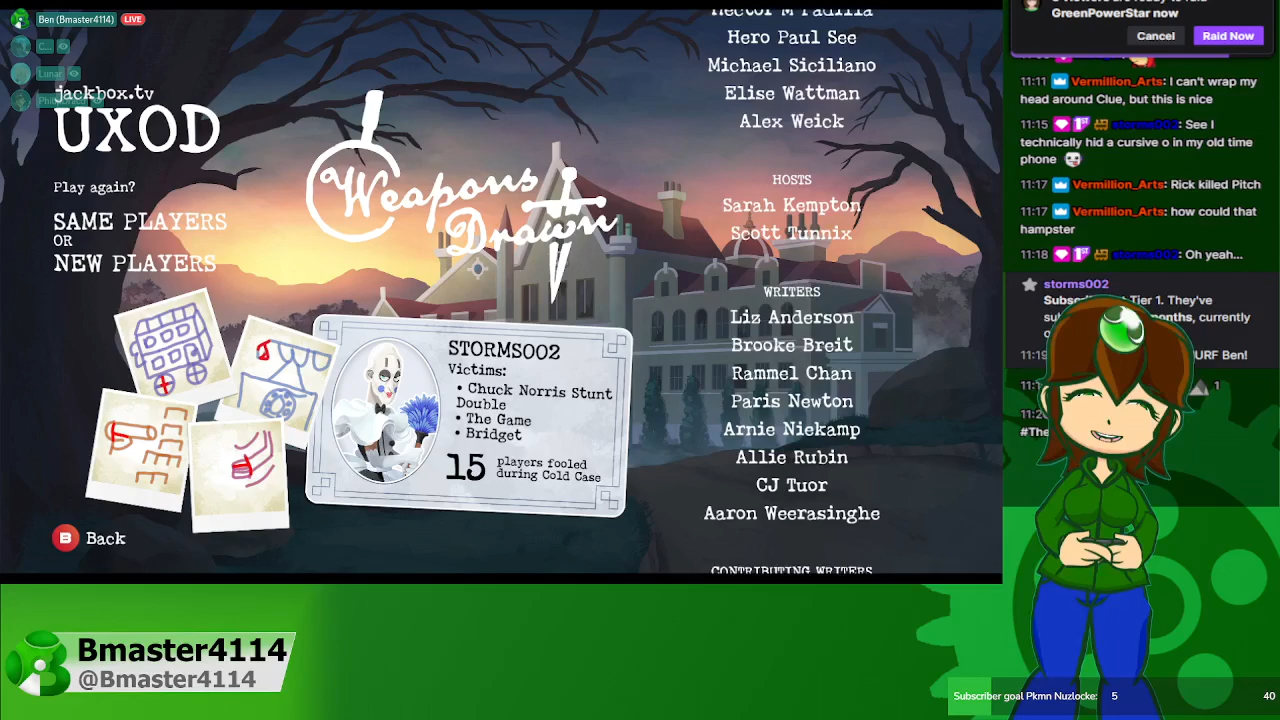 Ben (Bmaster4114) LIVE
C...
Lunar
jackbox.tv
UXOD
Play again?
SAME PLAYERS
OR
NEW PLAYERS
B Back
Weapons
Drawn
STORMS002
Victims:
• Chuck Norris Stunt
Double
• The Game
• Bridget
15 players fooled
during Cold Case
Hector M Padilla
Hero Paul See
Michael Siciliano
Elise Wattman
Alex Weick
HOSTS
Sarah Kempton
Scott Tunnix
WRITERS
Liz Anderson
Brooke Breit
Rammel Chan
Paris Newton
Arnie Niekamp
Allie Rubin
CJ Tuor
Aaron Weerasinghe
CONTRIBUTING WRITERS
GreenPowerStar now
Cancel Raid Now
11:11 Vermillion_Arts: I can't wrap my
head around Clue, but this is nice
11:15 storms002: See I
technically hid a cursive o in my old time
phone
11:17 Vermillion_Arts: Rick killed Pitch
11:17 Vermillion_Arts: how could that
hampster
11:18 storms002: Oh yeah...
storms002
Tier 1. They've
months, currently
URF Ben!
1
#The
Bmaster4114
@Bmaster4114
Subscriber goal Pkmn Nuzlocke: 5 40